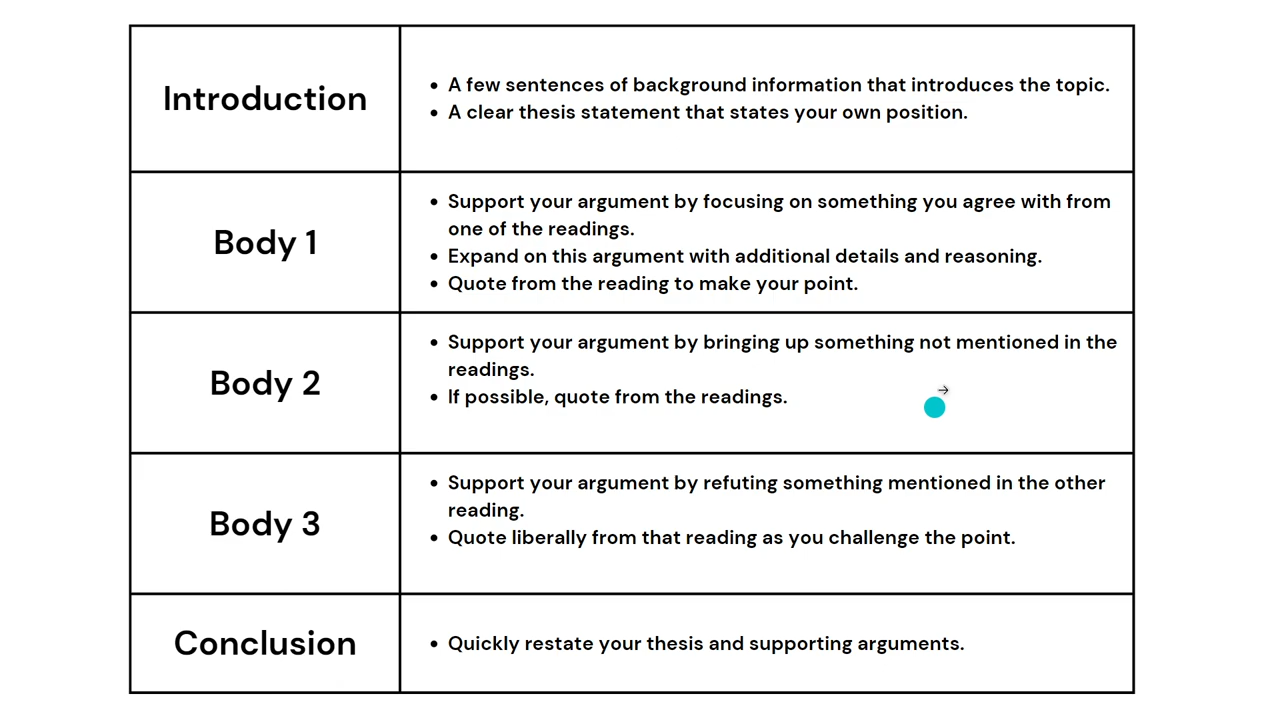 Introduction
• A few sentences of background information that introduces the topic.
• A clear thesis statement that states your own position.
Body 1
• Support your argument by focusing on something you agree with from
one of the readings.
• Expand on this argument with additional details and reasoning.
• Quote from the reading to make your point.
Body 2
• Support your argument by bringing up something not mentioned in the
readings.
• If possible, quote from the readings.
Body 3
• Support your argument by refuting something mentioned in the other
reading.
• Quote liberally from that reading as you challenge the point.
Conclusion
• Quickly restate your thesis and supporting arguments.